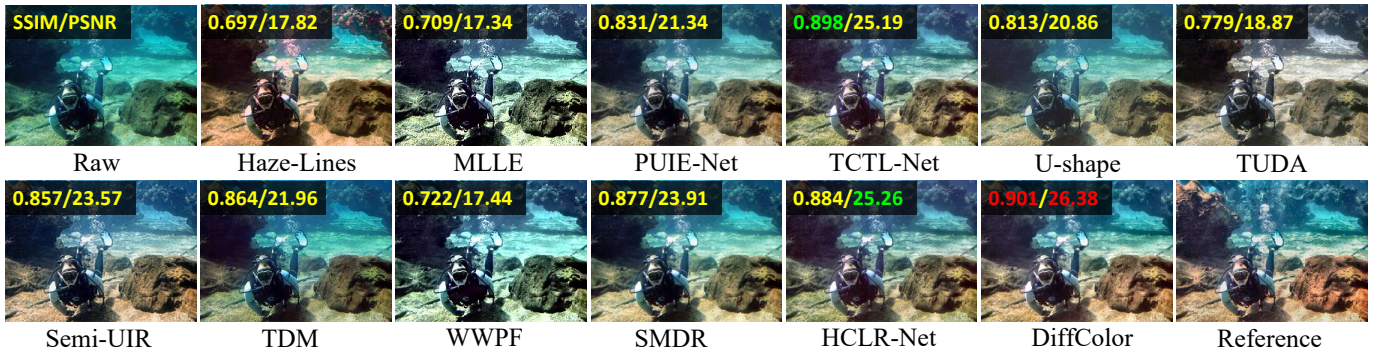 SSIM/PSNR 0.697/17.82 0.709/17.34 0.831/21.34 0.898/25.19 0.813/20.86 0.779/18.87
Raw Haze-Lines MLLE PUIE-Net TCTL-Net U-shape TUDA
0.857/23.57 0.864/21.96 0.722/17.44 0.877/23.91 0.884/25.26 0.901/26.38
Semi-UIR TDM WWPF SMDR HCLR-Net DiffColor Reference